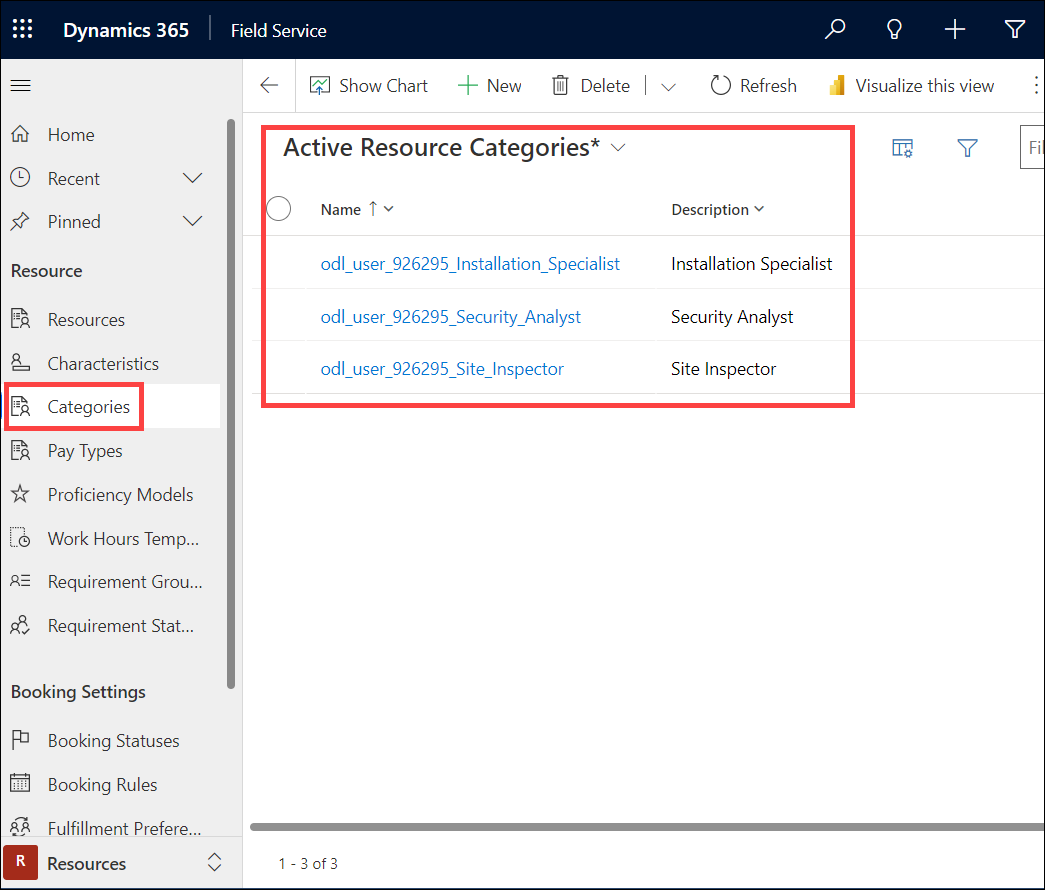 Dynamics 365 Field Service
Show Chart New Delete Refresh Visualize this view
Home
Recent
Pinned
Resource
Resources
Characteristics
Categories
Pay Types
Proficiency Models
Work Hours Temp...
Requirement Grou...
Requirement Stat...
Booking Settings
Booking Statuses
Booking Rules
Fulfillment Prefere...
R Resources
Active Resource Categories*
Fil
Name Description
odl_user_926295_Installation_Specialist Installation Specialist
odl_user_926295_Security_Analyst Security Analyst
odl_user_926295_Site_Inspector Site Inspector
1 - 3 of 3